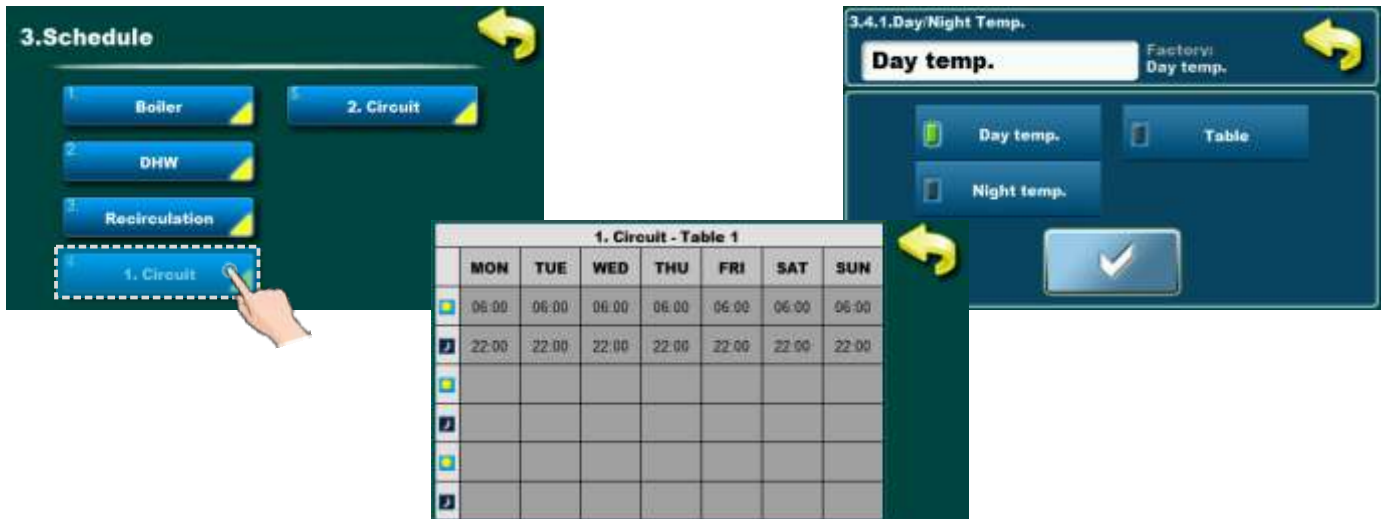 3.Schedule
1. Boiler
5. 2. Circuit
2. DHW
3. Recirculation
4. 1. Circuit
3.4.1.Day/Night Temp.
Day temp.
Factory:
Day temp.
Day temp.
Table
Night temp.
1. Circuit - Table 1
MON TUE WED THU FRI SAT SUN
06:00 06:00 06:00 06:00 06:00 06:00 06:00
22:00 22:00 22:00 22:00 22:00 22:00 22:00